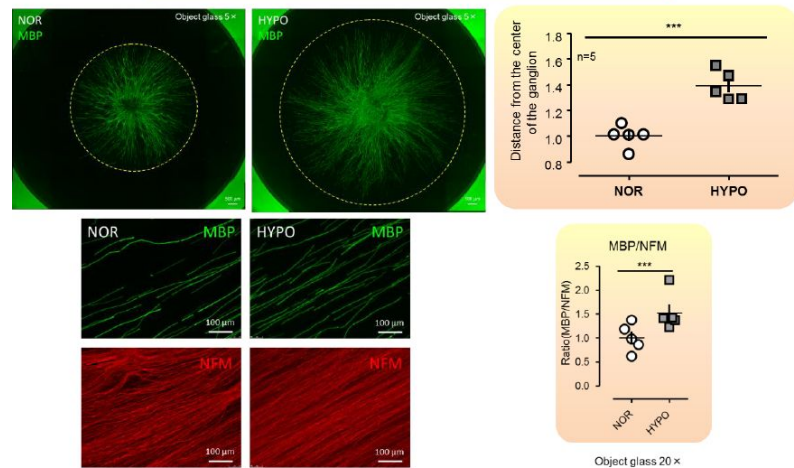 NOR
Object glass 5×
MBP
HYPO
Object glass 5×
MBP
Distance from the center
of the ganglion
1.8
1.6
1.4
1.2
1.0
0.8
n=5
***
NOR
HYPO
NOR
MBP
100 μm
HYPO
MBP
100 μm
NFM
100 μm
NFM
100 μm
MBP/NFM
***
Ratio(MBP/NFM)
2.5
2.0
1.5
1.0
0.5
0.0
NOR
HYPO
Object glass 20×